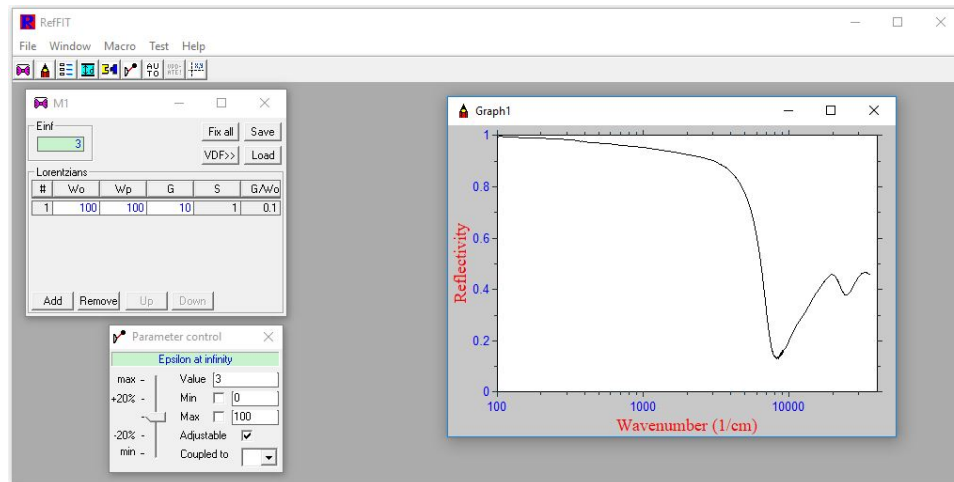 RefFIT
File Window Macro Test Help
M1
Einf
3
Fix all Save
VDF>> Load
Lorentzians
# Wo Wp G S G/Wo
1 100 100 10 1 0.1
Add Remove Up Down
Parameter control
Epsilon at infinity
max - Value 3
+20% - Min 0
- Max 100
-20% - Adjustable
min - Coupled to
Graph1
1
0.8
0.6
0.4
0.2
0
Reflectivity
100 1000 10000
Wavenumber (1/cm)